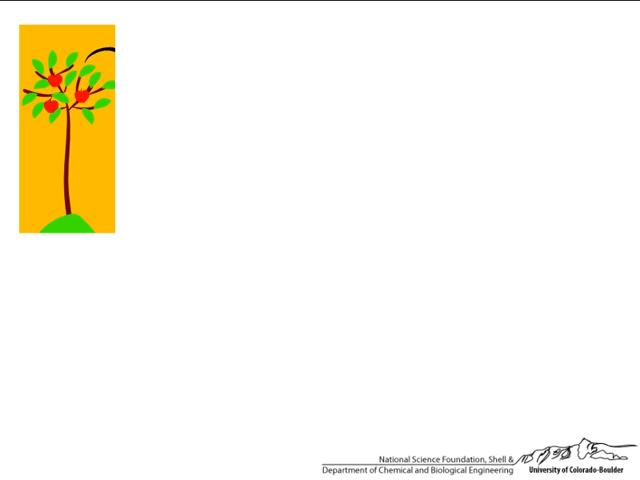 National Science Foundation, Shell &
Department of Chemical and Biological Engineering
University of Colorado-Boulder